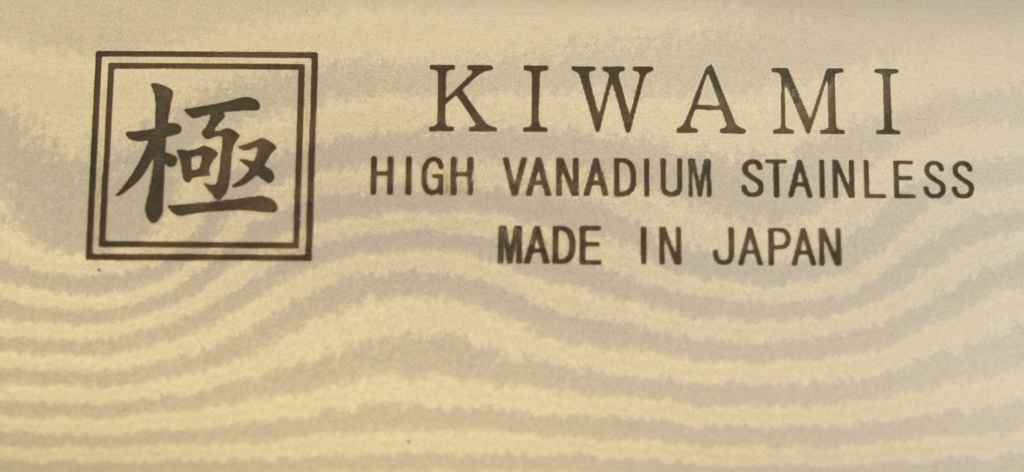 極
KIWAMI
HIGH VANADIUM STAINLESS
MADE IN JAPAN